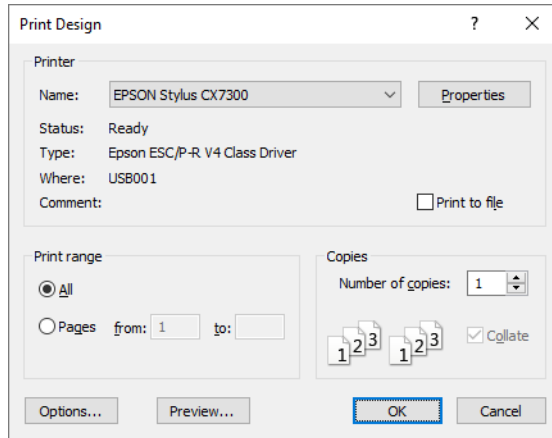 Print Design ?
Printer
Name: EPSON Stylus CX7300 Properties
Status: Ready
Type: Epson ESC/P-R V4 Class Driver
Where: USB001
Comment: Print to file
Print range
All
Pages from: 1 to:
Copies
Number of copies: 1
1 2 3 1 2 3 Collate
Options... Preview... OK Cancel